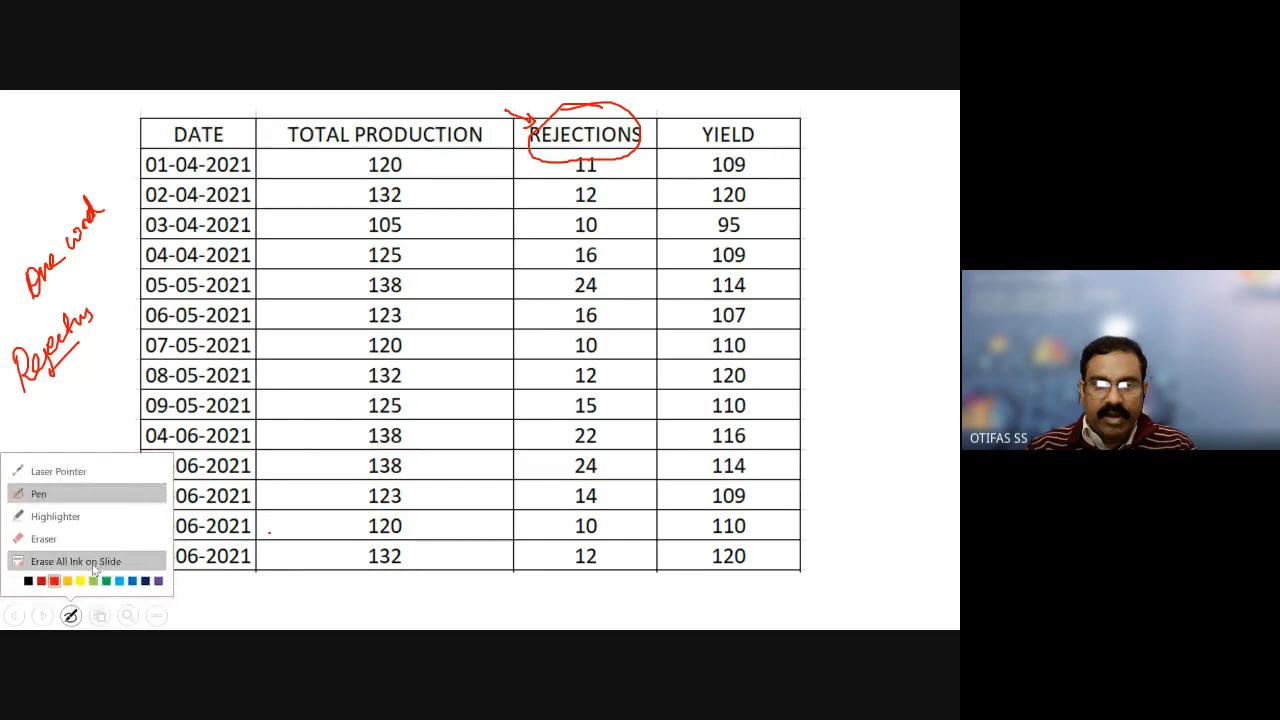 DATE TOTAL PRODUCTION REJECTIONS YIELD
01-04-2021 120 11 109
02-04-2021 132 12 120
03-04-2021 105 10 95
04-04-2021 125 16 109
05-05-2021 138 24 114
06-05-2021 123 16 107
07-05-2021 120 10 110
08-05-2021 132 12 120
09-05-2021 125 15 110
04-06-2021 138 22 116
06-2021 138 24 114
06-2021 123 14 109
06-2021 120 10 110
06-2021 132 12 120
One word
Laser Pointer
Pen
Highlighter
Eraser
Erase All Ink on Slide
OTIFAS SS